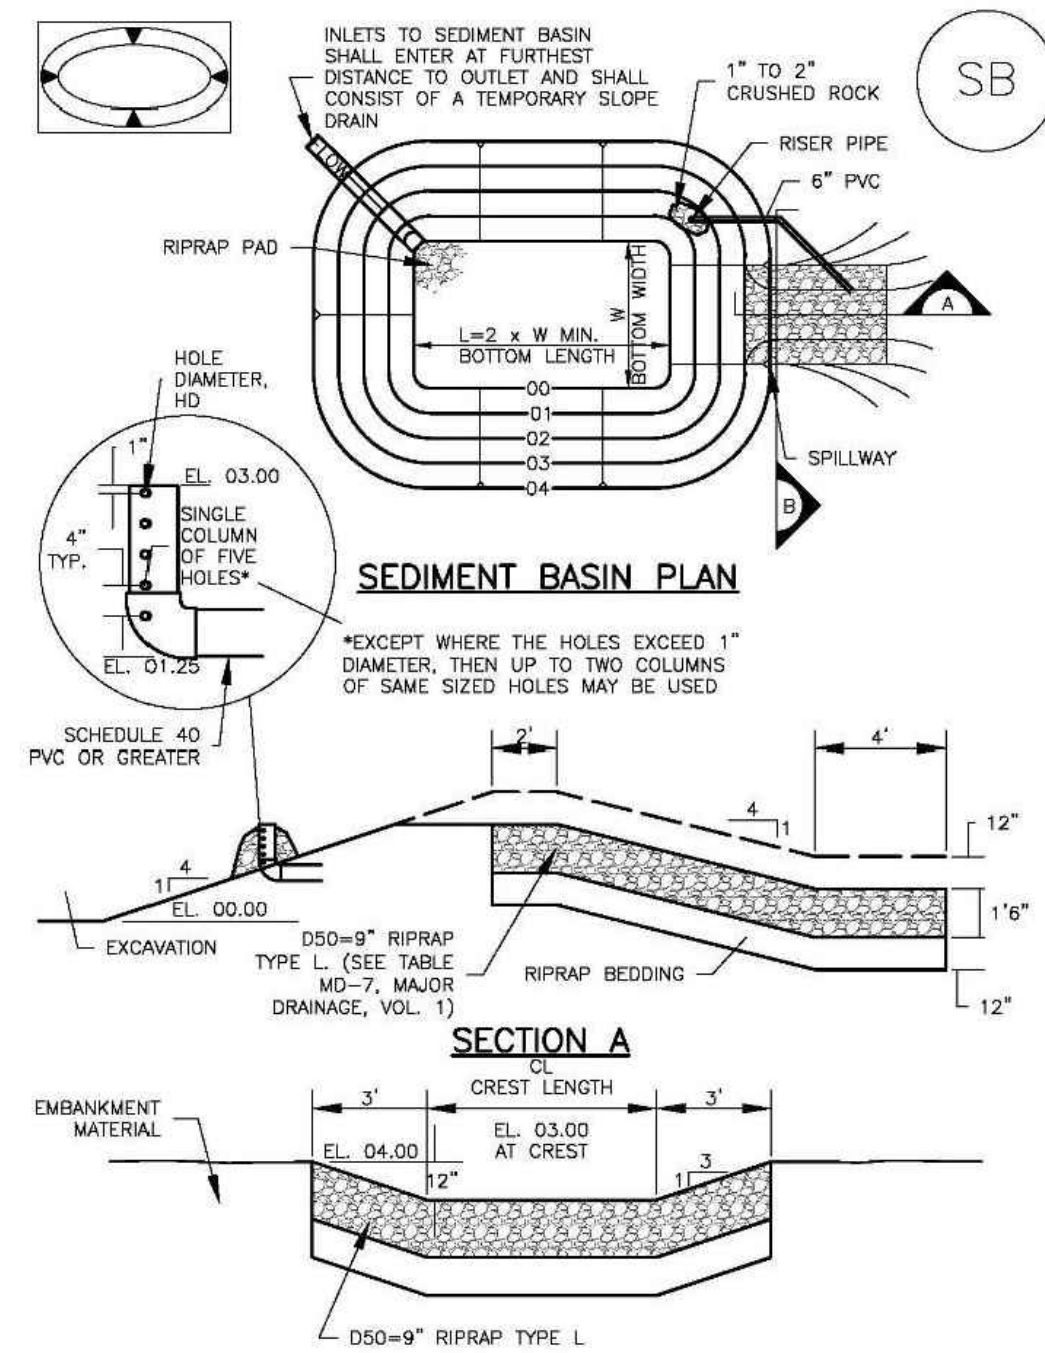 INLETS TO SEDIMENT BASIN
SHALL ENTER AT FURTHEST
DISTANCE TO OUTLET AND SHALL
CONSIST OF A TEMPORARY SLOPE
DRAIN
1" TO 2"
CRUSHED ROCK
SB
RISER PIPE
6" PVC
FLOW
RIPRAP PAD
L=2 x W MIN.
BOTTOM LENGTH
W
BOTTOM WIDTH
A
00
01
02
03
04
SPILLWAY
B
HOLE
DIAMETER,
HD
1"
EL. 03.00
4"
TYP.
SINGLE
COLUMN
OF FIVE
HOLES*
EL. 01.25
SEDIMENT BASIN PLAN
*EXCEPT WHERE THE HOLES EXCEED 1"
DIAMETER, THEN UP TO TWO COLUMNS
OF SAME SIZED HOLES MAY BE USED
SCHEDULE 40
PVC OR GREATER
2'
4'
4
1
12"
4
1
EL. 00.00
1'6"
EXCAVATION
D50=9" RIPRAP
TYPE L. (SEE TABLE
MD-7, MAJOR
DRAINAGE, VOL. 1)
RIPRAP BEDDING
12"
SECTION A
CL
CREST LENGTH
3'
3'
EMBANKMENT
MATERIAL
EL. 04.00
EL. 03.00
AT CREST
12"
3
1
D50=9" RIPRAP TYPE L